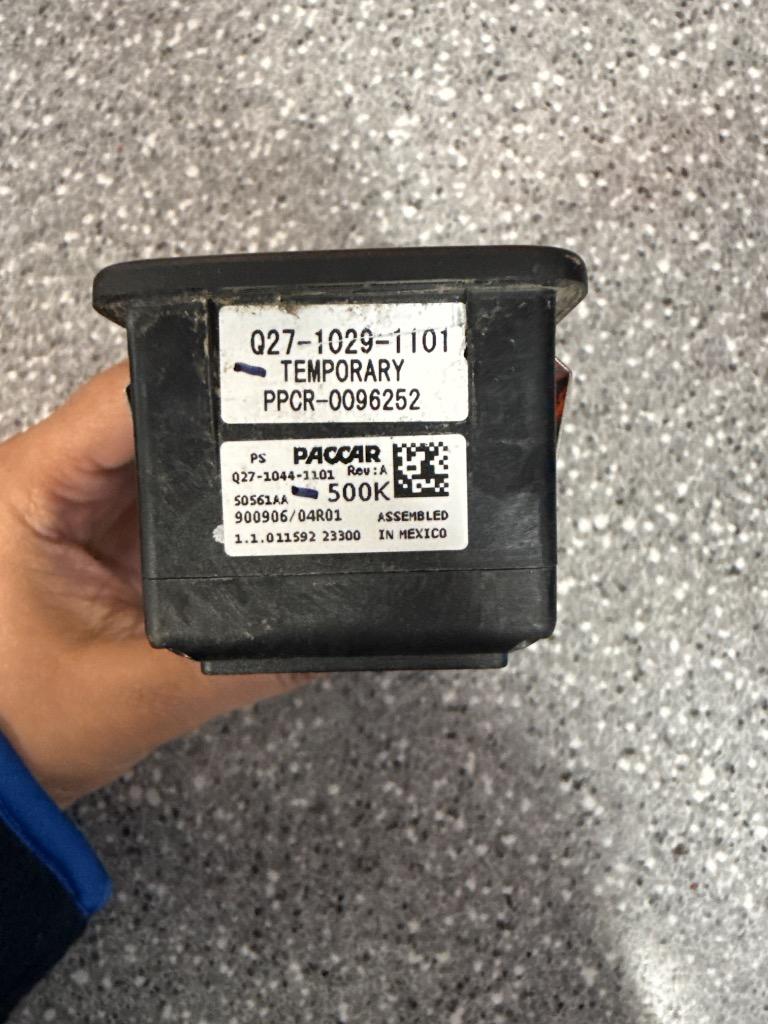 Q27-1029-1101
TEMPORARY
PPCR-0096252
PS PACCAR
Q27-1044-1101 Rev:A
S0561AA 500K
900906/04R01 ASSEMBLED
1.1.011592 23300 IN MEXICO